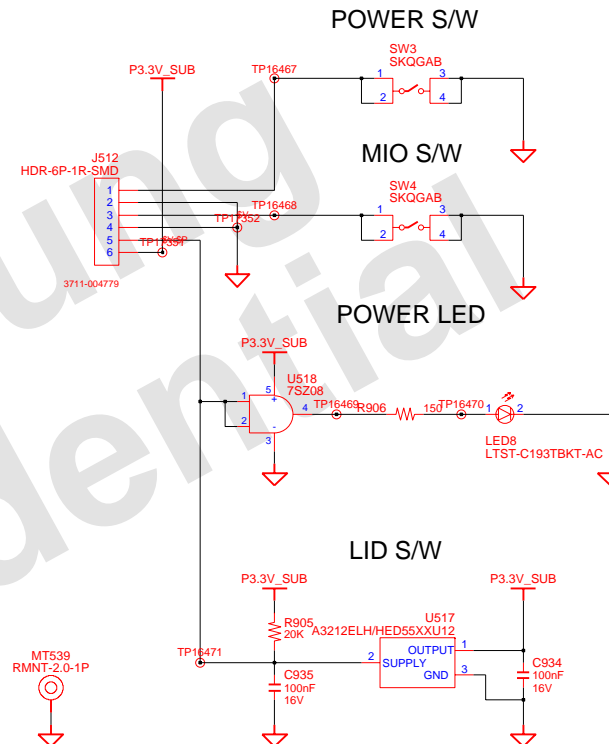 POWER S/W
SW3
SKQGAB
P3.3V_SUB
TP16467
1
3
2
4
J512
HDR-6P-1R-SMD
MIO S/W
SW4
SKQGAB
1
2
3
4
5
6
TP16468
1
3
2
4
3711-004779
POWER LED
P3.3V_SUB
U518
7SZ08
5
1
+
4
2
-
3
TP16469
R906
150
TP16470
1
2
LED8
LTST-C193TBKT-AC
LID S/W
P3.3V_SUB
P3.3V_SUB
R905
20K
U517
A3212ELH/HED55XXU12
TP16471
2
SUPPLY
OUTPUT
1
GND
3
C935
100nF
16V
C934
100nF
16V
MT539
RMNT-2.0-1P